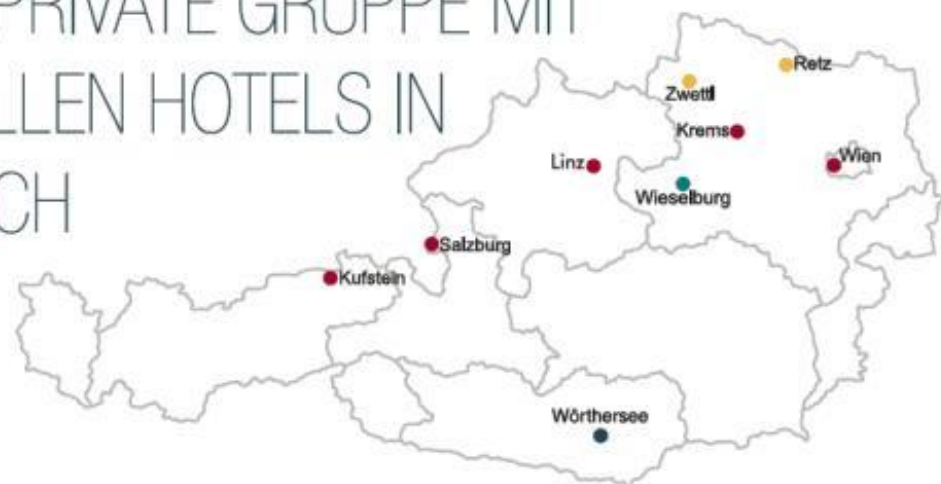 PRIVATE GRUPPE MIT
LLEN HOTELS IN
CH
Retz
Zwettl
Krems
Linz
Wien
Wieselburg
Salzburg
Kufstein
Wörthersee